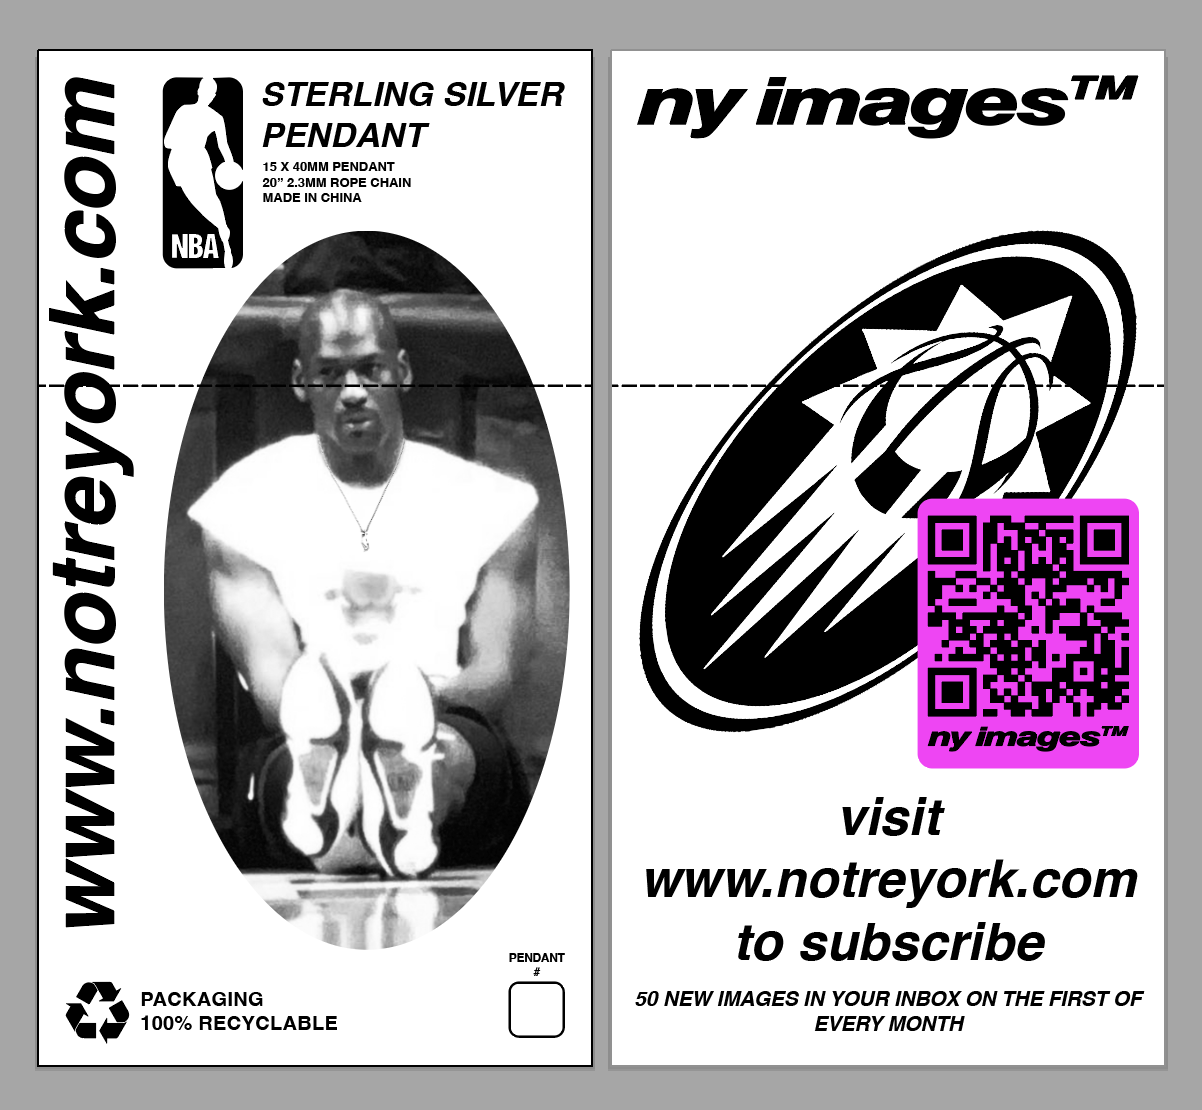 www.notreyork.com
NBA
STERLING SILVER
PENDANT
15 X 40MM PENDANT
20” 2.3MM ROPE CHAIN
MADE IN CHINA
PENDANT
#
PACKAGING
100% RECYCLABLE
ny images™
ny images™
visit
www.notreyork.com
to subscribe
50 NEW IMAGES IN YOUR INBOX ON THE FIRST OF
EVERY MONTH